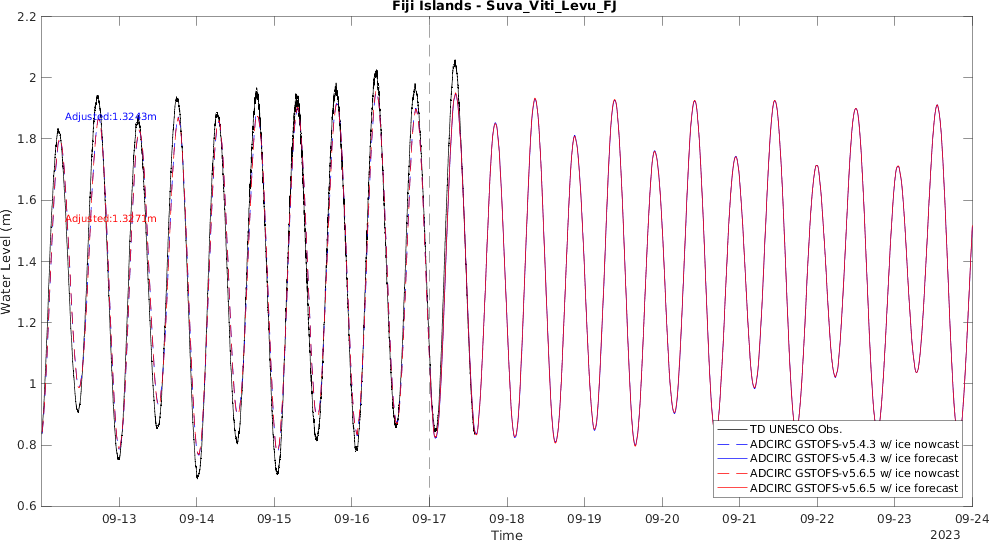 Fiji Islands - Suva_Viti_Levu_FJ
2.2
2
1.8
1.6
1.4
1.2
1
0.8
0.6
Water Level (m)
Adjusted:1.3243m
Adjusted:1.3271m
TD UNESCO Obs.
ADCIRC GSTOFS-v5.4.3 w/ ice nowcast
ADCIRC GSTOFS-v5.4.3 w/ ice forecast
ADCIRC GSTOFS-v5.6.5 w/ ice nowcast
ADCIRC GSTOFS-v5.6.5 w/ ice forecast
09-13 09-14 09-15 09-16 09-17 09-18 09-19 09-20 09-21 09-22 09-23 09-24
Time
2023